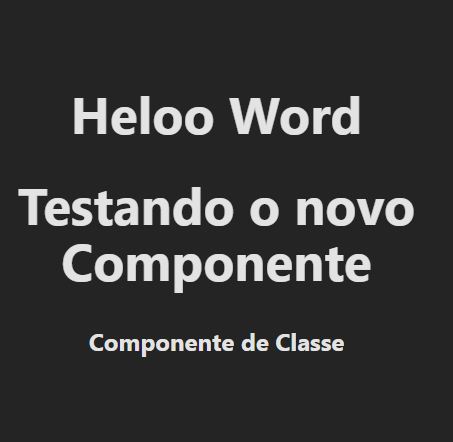 Heloo Word
Testando o novo
Componente
Componente de Classe